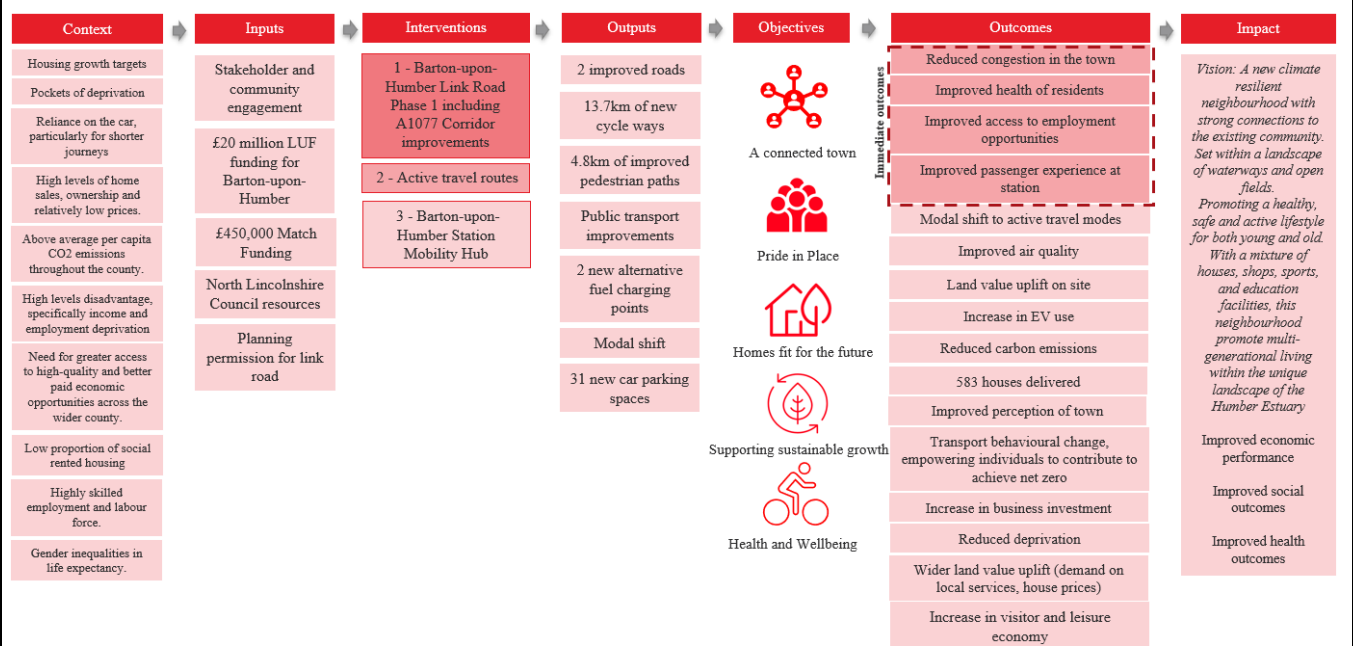 Context
Inputs
Interventions
Outputs
Objectives
Outcomes
Impact
Housing growth targets
Pockets of deprivation
Reliance on the car,
particularly for shorter
journeys
High levels of home
sales, ownership and
relatively low prices.
Above average per capita
CO2 emissions
throughout the county.
High levels disadvantage,
specifically income and
employment deprivation
Need for greater access
to high-quality and better
paid economic
opportunities across the
wider county.
Low proportion of social
rented housing
Highly skilled
employment and labour
force.
Gender inequalities in
life expectancy.
Stakeholder and
community
engagement
£20 million LUF
funding for
Barton-upon-
Humber
£450,000 Match
Funding
North Lincolnshire
Council resources
Planning
permission for link
road
1 - Barton-upon-
Humber Link Road
Phase 1 including
A1077 Corridor
improvements
2 - Active travel routes
3 - Barton-upon-
Humber Station
Mobility Hub
2 improved roads
13.7km of new
cycle ways
4.8km of improved
pedestrian paths
Public transport
improvements
2 new alternative
fuel charging
points
Modal shift
31 new car parking
spaces
A connected town
Pride in Place
Homes fit for the future
Supporting sustainable growth
Health and Wellbeing
Immediate outcomes
Reduced congestion in the town
Improved health of residents
Improved access to employment
opportunities
Improved passenger experience at
station
Modal shift to active travel modes
Improved air quality
Land value uplift on site
Increase in EV use
Reduced carbon emissions
583 houses delivered
Improved perception of town
Transport behavioural change,
empowering individuals to contribute to
achieve net zero
Increase in business investment
Reduced deprivation
Wider land value uplift (demand on
local services, house prices)
Increase in visitor and leisure
economy
Vision: A new climate
resilient
neighbourhood with
strong connections to
the existing community.
Set within a landscape
of waterways and open
fields.
Promoting a healthy,
safe and active lifestyle
for both young and old.
With a mixture of
houses, shops, sports,
and education
facilities, this
neighbourhood
promote multi-
generational living
within the unique
landscape of the
Humber Estuary
Improved economic
performance
Improved social
outcomes
Improved health
outcomes